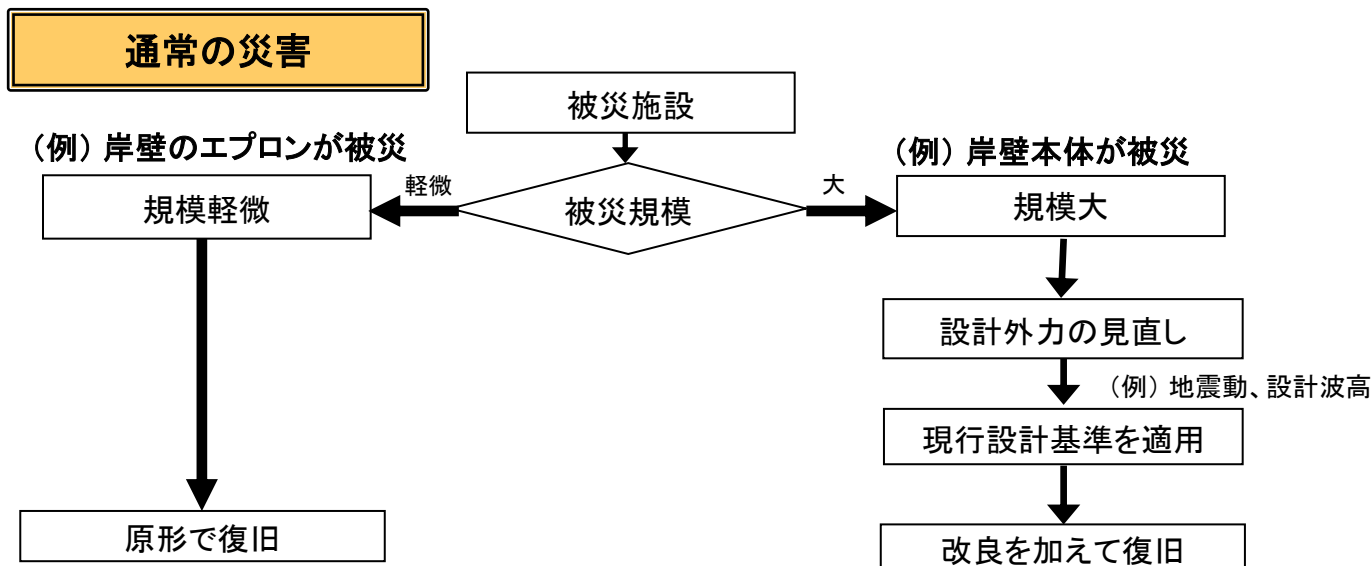 通常の災害
被災施設
（例）岸壁のエプロンが被災
（例）岸壁本体が被災
規模軽微
軽微
被災規模
大
規模大
設計外力の見直し
（例）地震動、設計波高
現行設計基準を適用
原形で復旧
改良を加えて復旧